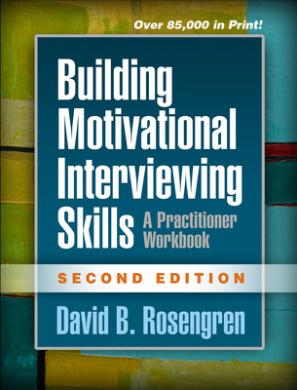 Over 85,000 in Print!
Building
Motivational
Interviewing
Skills A Practitioner
Workbook
SECOND EDITION
David B. Rosengren